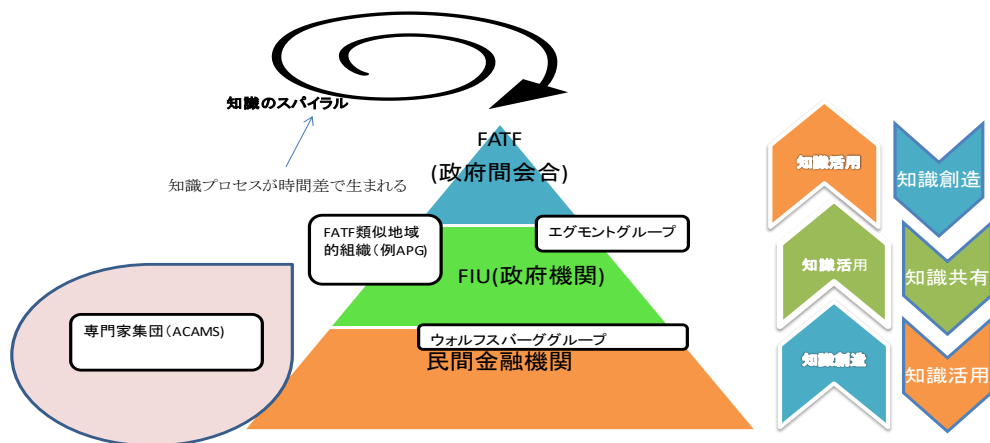 知識のスパイラル
知識プロセスが時間差で生まれる
FATF
(政府間会合)
FATF類似地域
的組織(例APG)
エグモントグループ
FIU(政府機関)
専門家集団(ACAMS)
ウォルフスバーググループ
民間金融機関
知識活用
知識活用
知識創造
知識創造
知識共有
知識活用